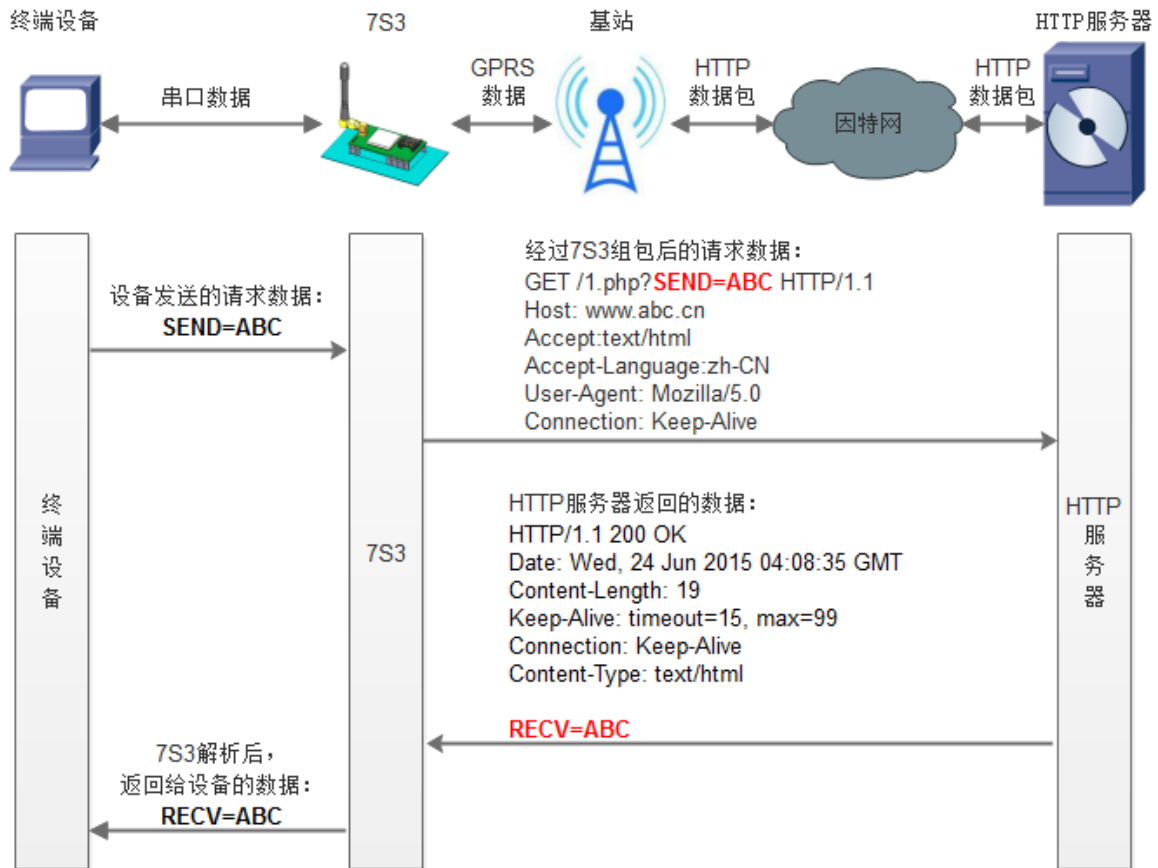 终端设备
7S3
基站
HTTP服务器
串口数据
GPRS
数据
HTTP
数据包
因特网
HTTP
数据包
设备发送的请求数据：
SEND=ABC
经过7S3组包后的请求数据：
GET /1.php?SEND=ABC HTTP/1.1
Host: www.abc.cn
Accept:text/html
Accept-Language:zh-CN
User-Agent: Mozilla/5.0
Connection: Keep-Alive
终
端
设
备
7S3
HTTP
服
务
器
HTTP服务器返回的数据：
HTTP/1.1 200 OK
Date: Wed, 24 Jun 2015 04:08:35 GMT
Content-Length: 19
Keep-Alive: timeout=15, max=99
Connection: Keep-Alive
Content-Type: text/html
RECV=ABC
7S3解析后，
返回给设备的数据：
RECV=ABC